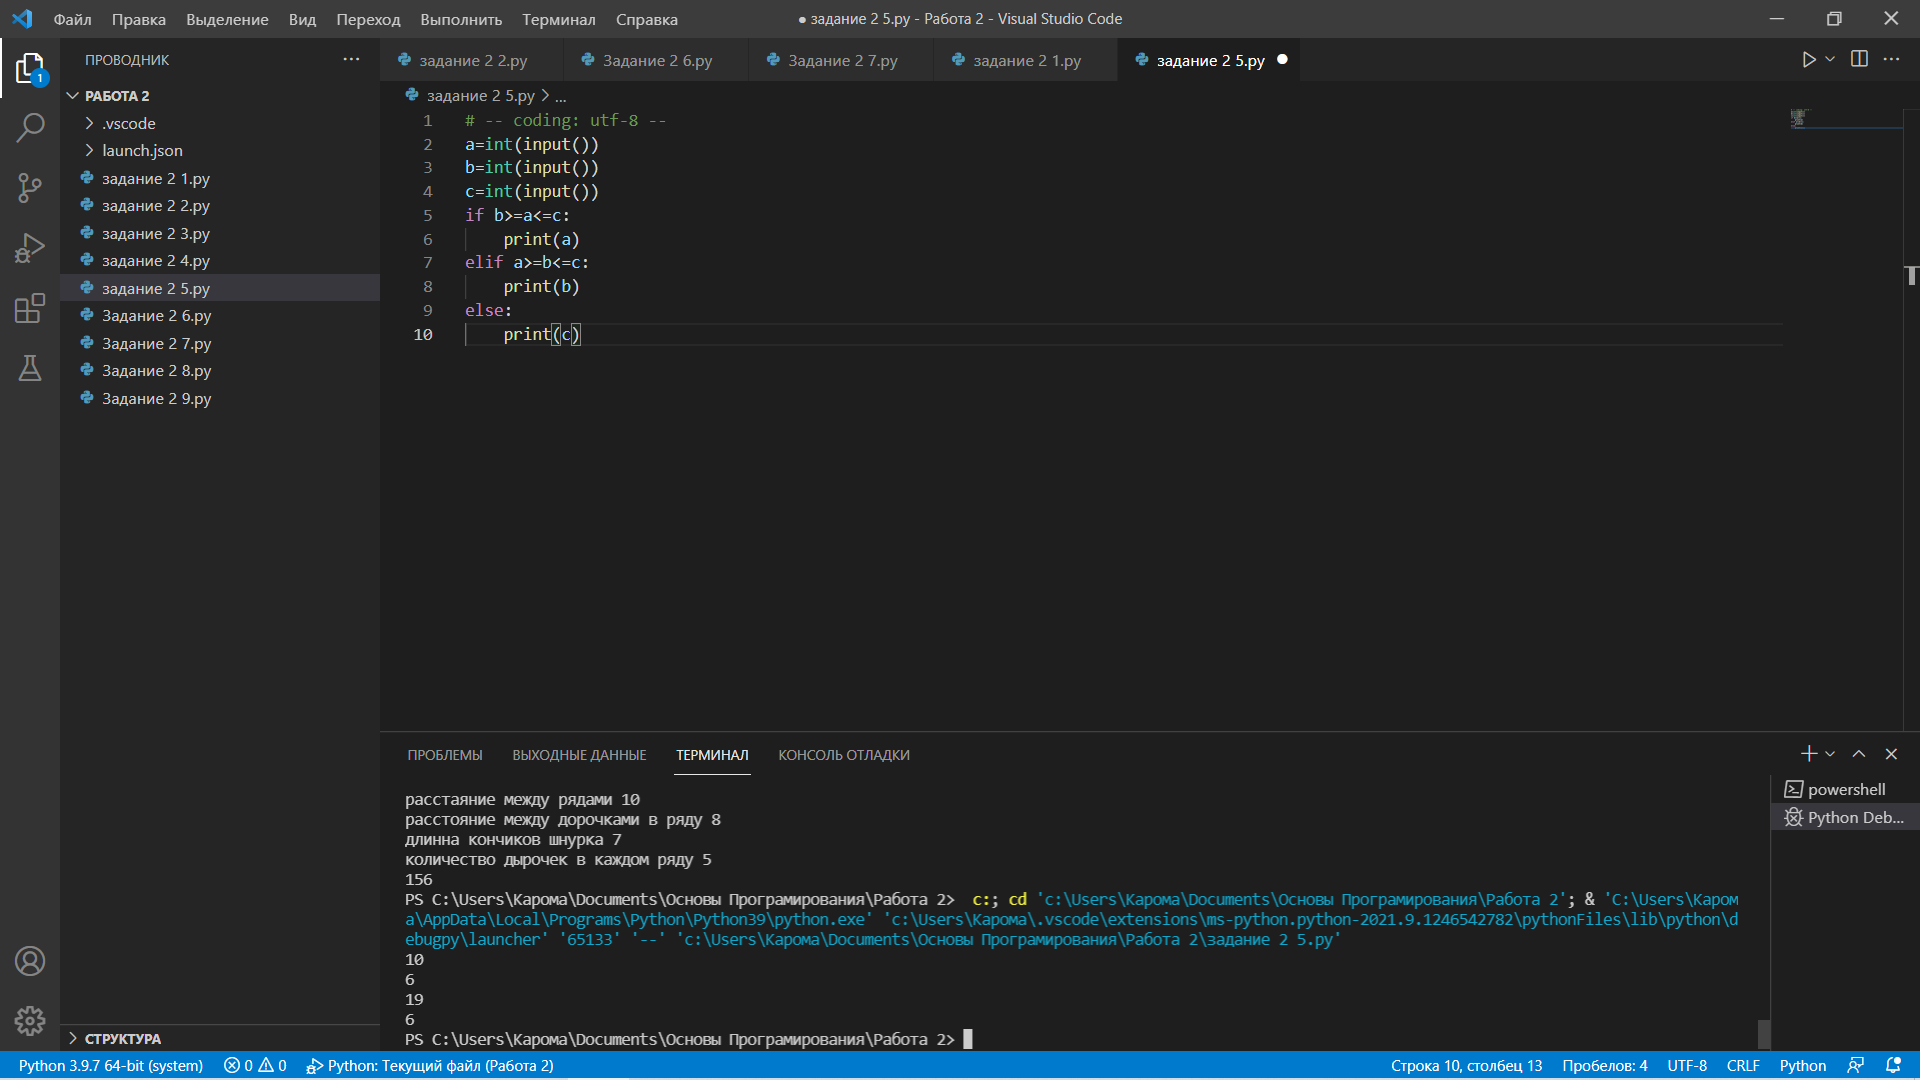 Файл Правка Выделение Вид Переход Выполнить Терминал Справка
● задание 2 5.py - Работа 2 - Visual Studio Code
1
ПРОВОДНИК
РАБОТА 2
.vscode
launch.json
задание 2 1.py
задание 2 2.py
задание 2 3.py
задание 2 4.py
задание 2 5.py
Задание 2 6.py
Задание 2 7.py
Задание 2 8.py
Задание 2 9.py
СТРУКТУРА
задание 2 2.py Задание 2 6.py Задание 2 7.py задание 2 1.py задание 2 5.py
задание 2 5.py > ...
1 # -- coding: utf-8 --
2 a=int(input())
3 b=int(input())
4 c=int(input())
5 if b>=a<=c:
6 print(a)
7 elif a>=b<=c:
8 print(b)
9 else:
10 print(c)
ПРОБЛЕМЫ ВЫХОДНЫЕ ДАННЫЕ ТЕРМИНАЛ КОНСОЛЬ ОТЛАДКИ
расстаяние между рядами 10
расстояние между дорочками в ряду 8
длинна кончиков шнурка 7
количество дырочек в каждом ряду 5
156
PS C:\Users\Карома\Documents\Основы Програмирования\Работа 2>  c:; cd 'c:\Users\Карома\Documents\Основы Програмирования\Работа 2'; & 'C:\Users\Каром
а\AppData\Local\Programs\Python\Python39\python.exe' 'c:\Users\Карома\.vscode\extensions\ms-python.python-2021.9.1246542782\pythonFiles\lib\python\d
ebugpy\launcher' '65133' '--' 'c:\Users\Карома\Documents\Основы Програмирования\Работа 2\задание 2 5.py'
10
6
19
6
PS C:\Users\Карома\Documents\Основы Програмирования\Работа 2>
powershell
Python Deb...
Python 3.9.7 64-bit (system) 0 0 Python: Текущий файл (Работа 2)
Строка 10, столбец 13 Пробелов: 4 UTF-8 CRLF Python